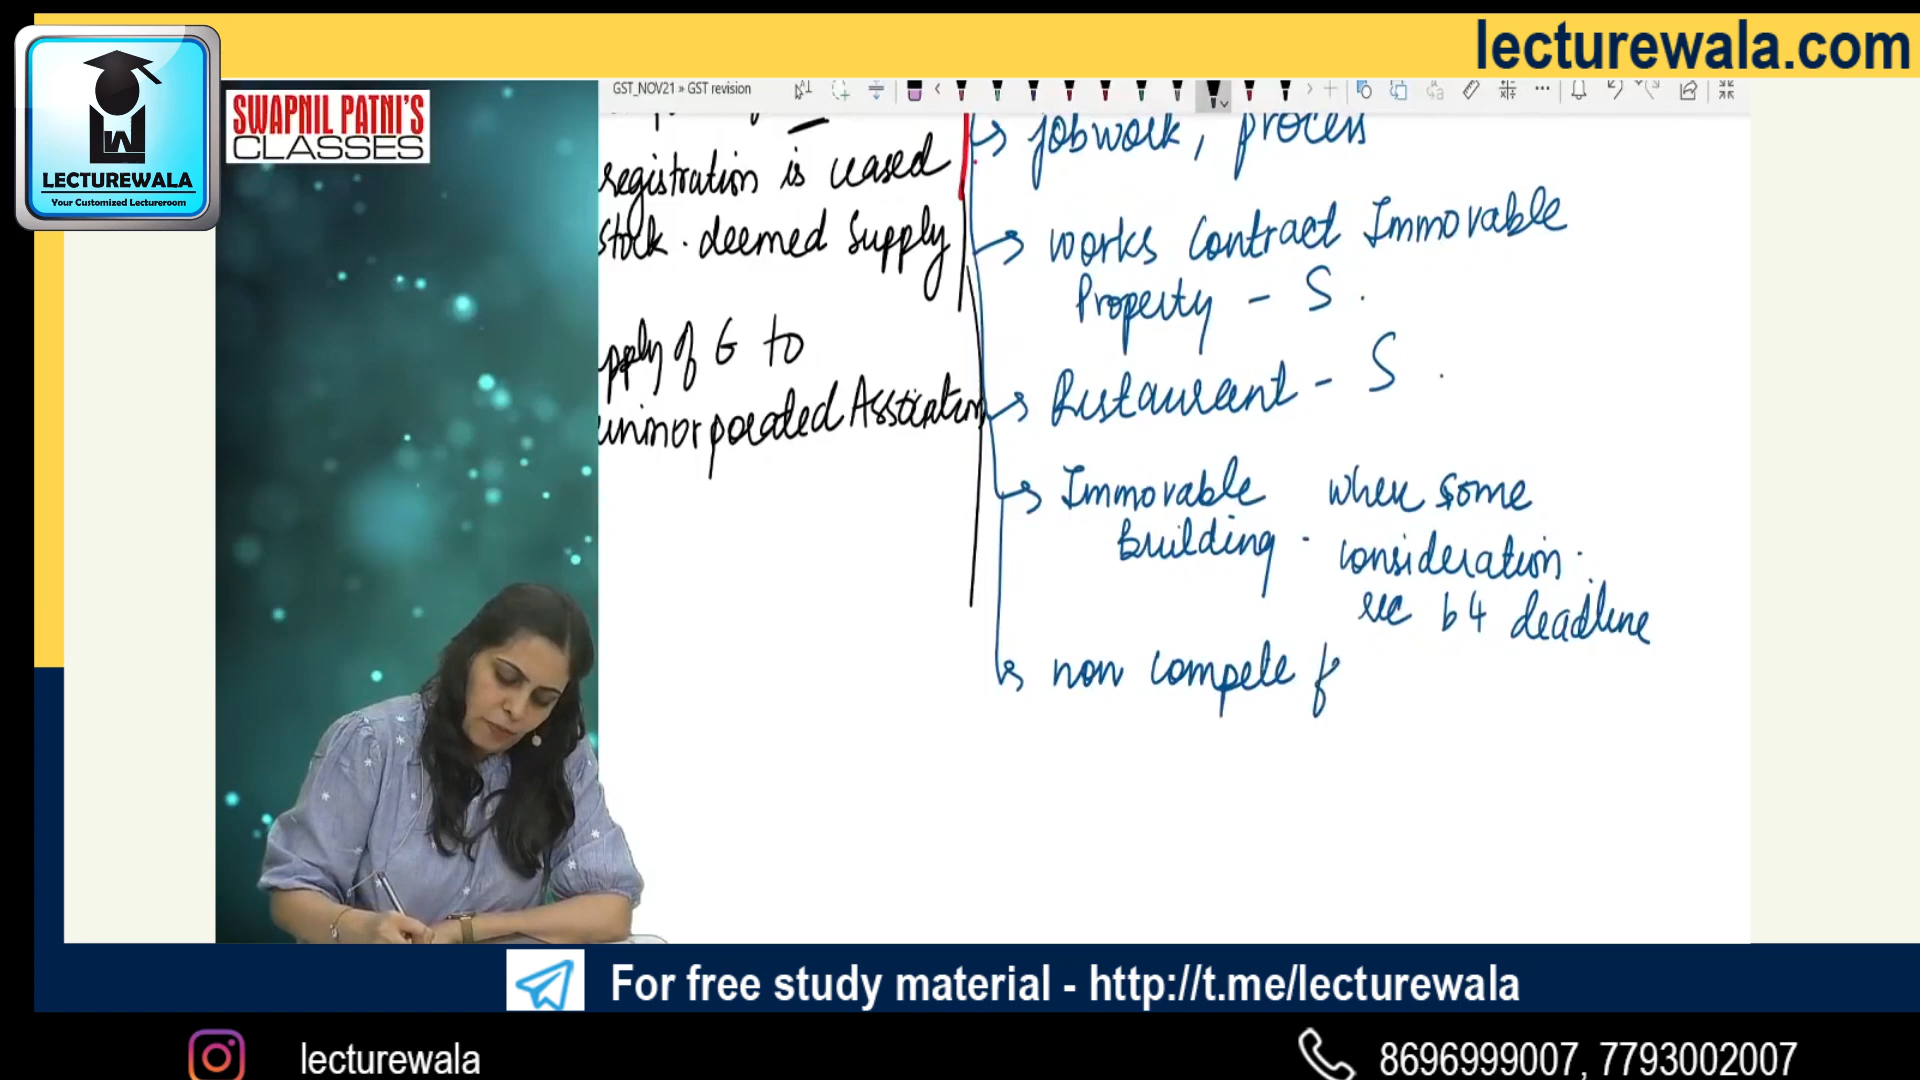 lecturewala.com
LW
LECTUREWALA
Your Customized Lectureroom
SWAPNIL PATNI'S
CLASSES
GST_NOV21 » GST revision
registration is ceased
stock . deemed supply
pply of G to
unincorporated Association
jobwork, process
works contract Immovable
Property - S .
Restaurant - S
Immovable when some
Building . consideration .
rec b4 deadline
non compete f
For free study material - http://t.me/lecturewala
lecturewala
8696999007, 7793002007